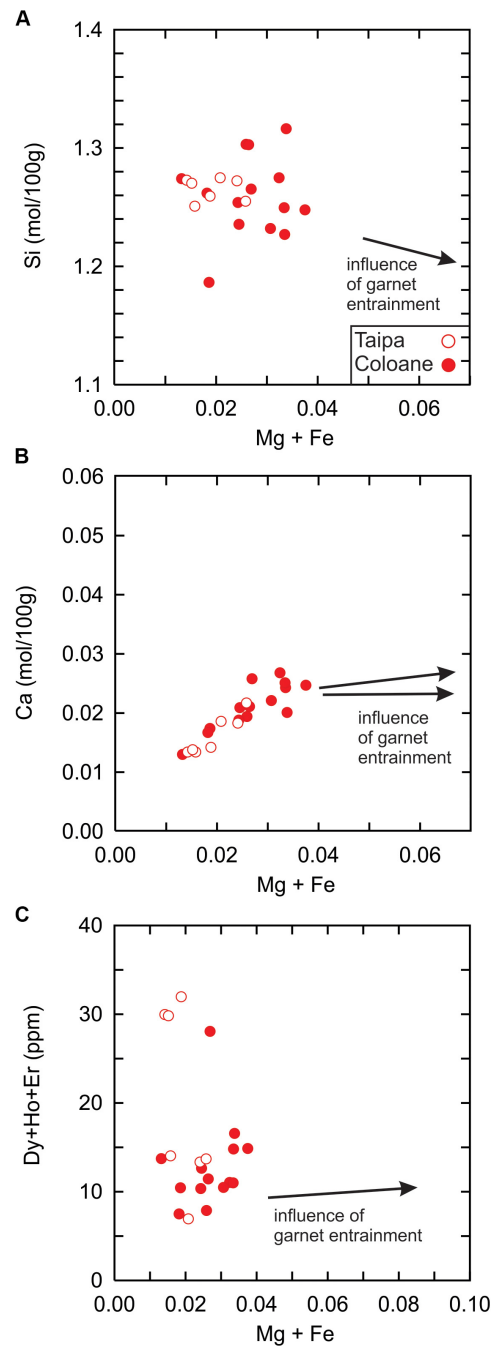 A
1.4
1.3
1.2
1.1
Si (mol/100g)
influence
of garnet
entrainment
Taipa
Coloane
0.00 0.02 0.04 0.06
Mg + Fe
B
0.06
0.05
0.04
0.03
0.02
0.01
0.00
Ca (mol/100g)
influence
of garnet
entrainment
0.00 0.02 0.04 0.06
Mg + Fe
C
40
30
20
10
0
Dy+Ho+Er (ppm)
influence of
garnet entrainment
0.00 0.02 0.04 0.06 0.08 0.10
Mg + Fe